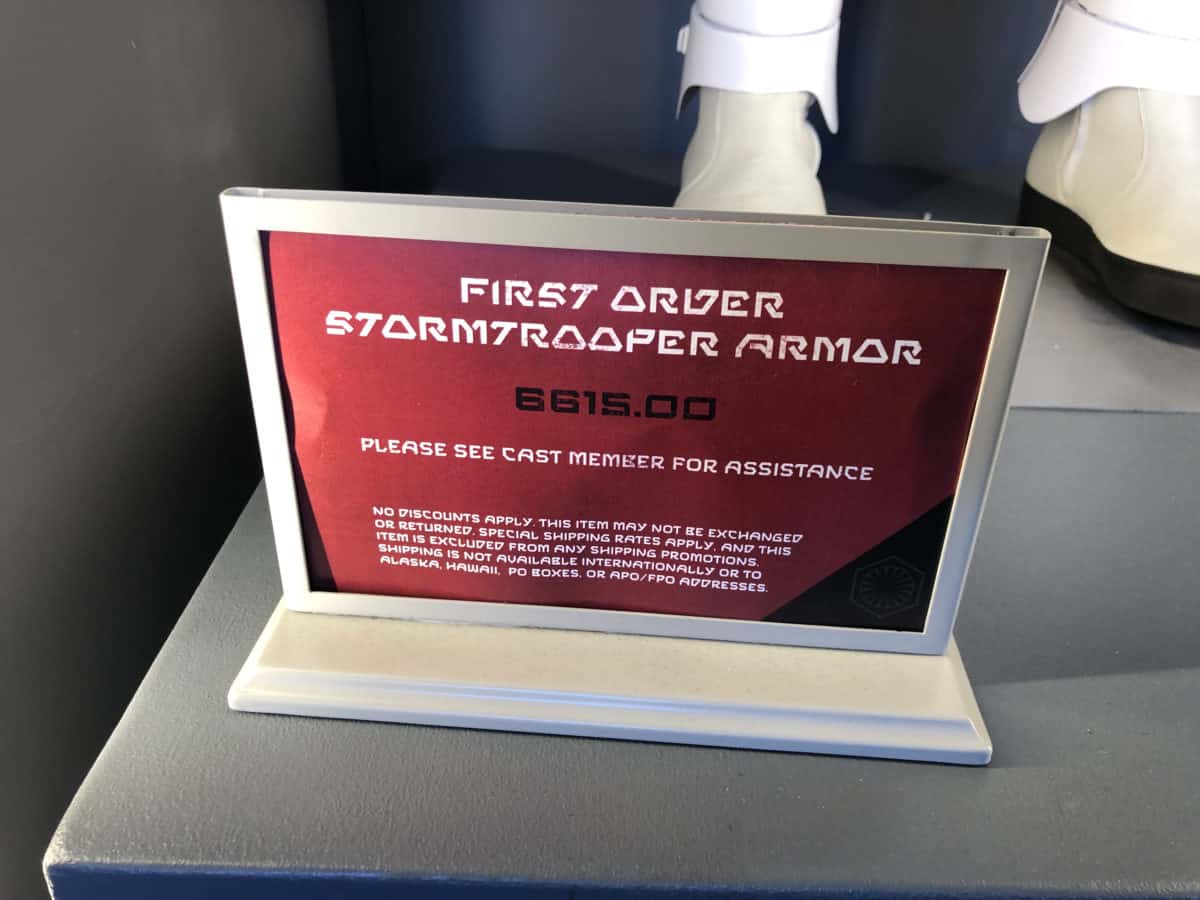 FIRST ORDER
STORMTROOPER ARMOR
6615.00
PLEASE SEE CAST MEMBER FOR ASSISTANCE
NO DISCOUNTS APPLY. THIS ITEM MAY NOT BE EXCHANGED
OR RETURNED. SPECIAL SHIPPING RATES APPLY, AND THIS
ITEM IS EXCLUDED FROM ANY SHIPPING PROMOTIONS.
SHIPPING IS NOT AVAILABLE INTERNATIONALLY OR TO
ALASKA, HAWAII, PO BOXES, OR APO/FPO ADDRESSES.